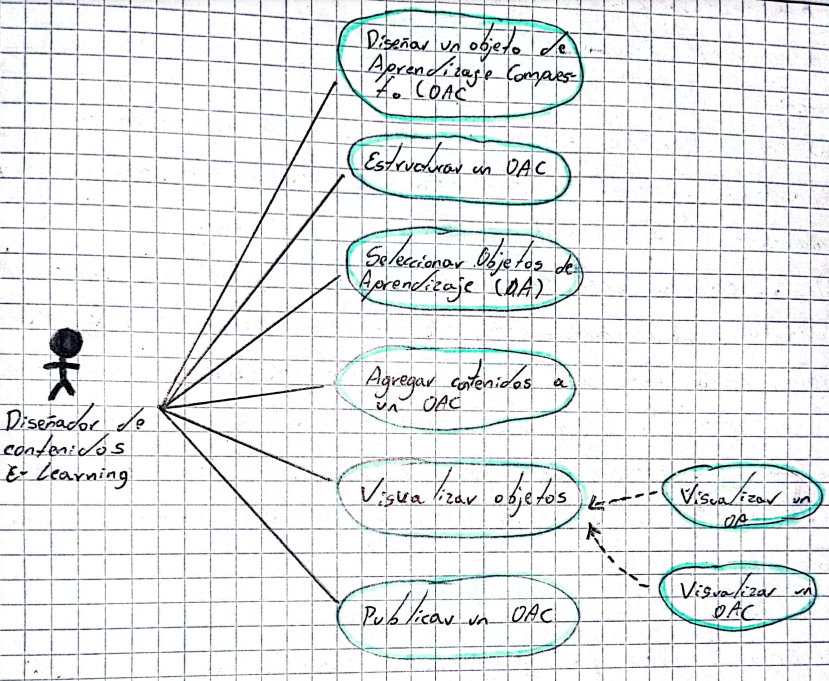 Diseñar un objeto de
Aprendizaje Compues-
to (OAC
Estructurar un OAC
Seleccionar Objetos de
Aprendizaje (OA)
Agregar contenidos a
un OAC
Visualizar objetos
Publicar un OAC
Diseñador de
contenidos
E-Learning
Visualizar un
OA
Visualizar un
OAC